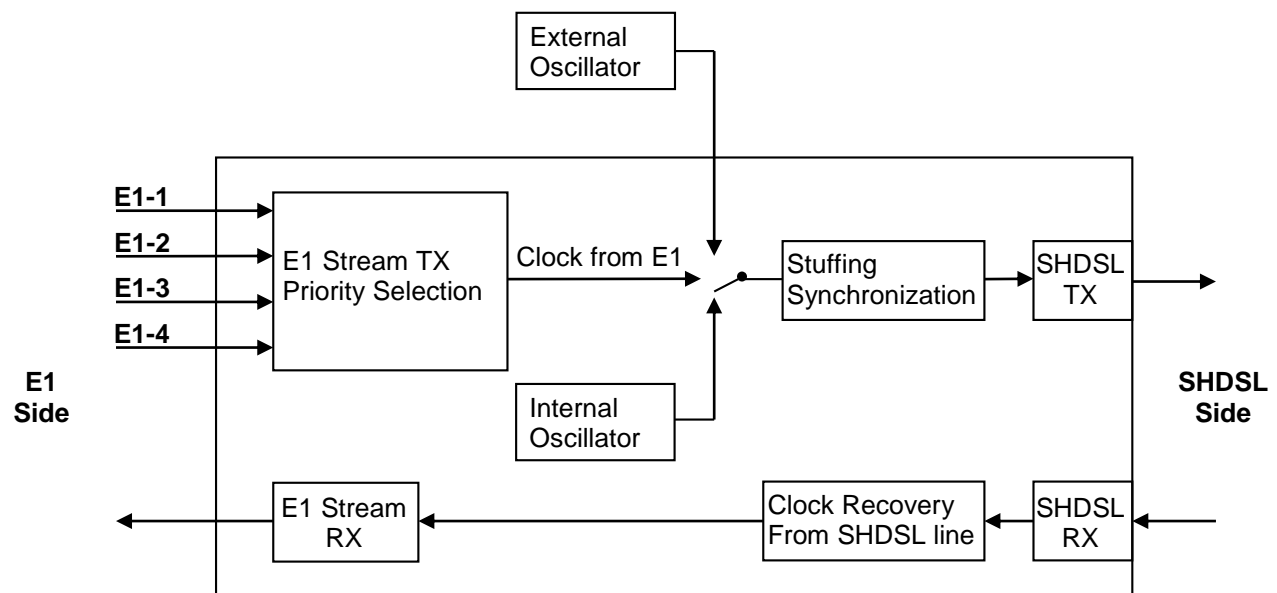 External
Oscillator
E1-1
E1-2
E1-3
E1-4
E1 Stream TX
Priority Selection
Clock from E1
Stuffing
Synchronization
SHDSL
TX
E1
Side
SHDSL
Side
Internal
Oscillator
E1 Stream
RX
Clock Recovery
From SHDSL line
SHDSL
RX